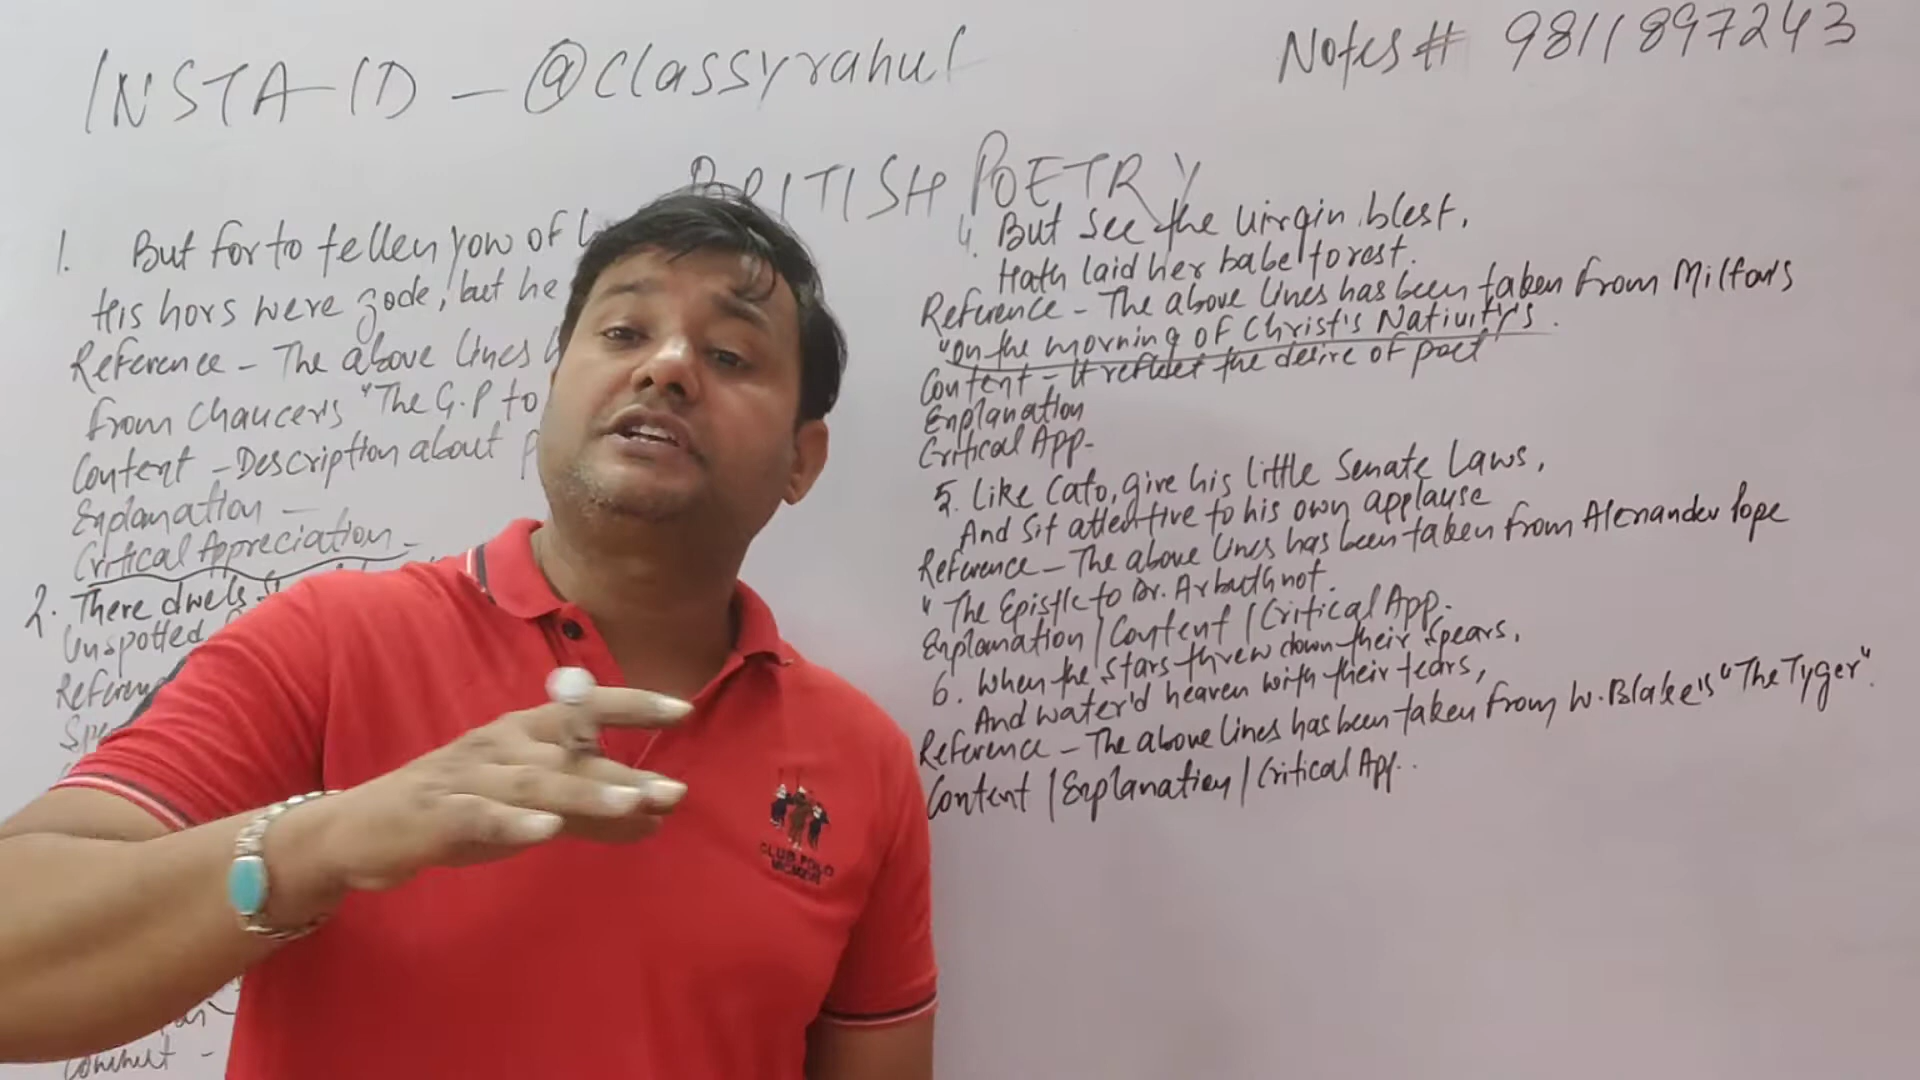 INSTA ID - @classyrahul
Notes # 9811897243
BRITISH POETRY
1. But for to tellen yow of
His hors were gode, but he
Reference - The above lines
from Chaucer's "The G.P to
Content - Description about
Explanation -
Critical Appreciation -
2. There dwels
Unspotted
4. But see the Virgin blest,
Hath laid her babe to rest.
Reference - The above lines has been taken from Milton's
"On the morning of Christ's Nativity's.
Content - It reflect the desire of poet
Explanation
Critical App-
5. Like Cato, give his little Senate Laws,
And sit attentive to his own applause
Reference - The above lines has been taken from Alexander Pope
" The Epistle to Dr. Arbuthnot.
Explanation | Content | Critical App.
6. When the stars threw down their spears,
And water'd heaven with their tears,
Reference - The above lines has been taken from W. Blake's "The Tyger".
Content | Explanation | Critical App..
CLUB POLO